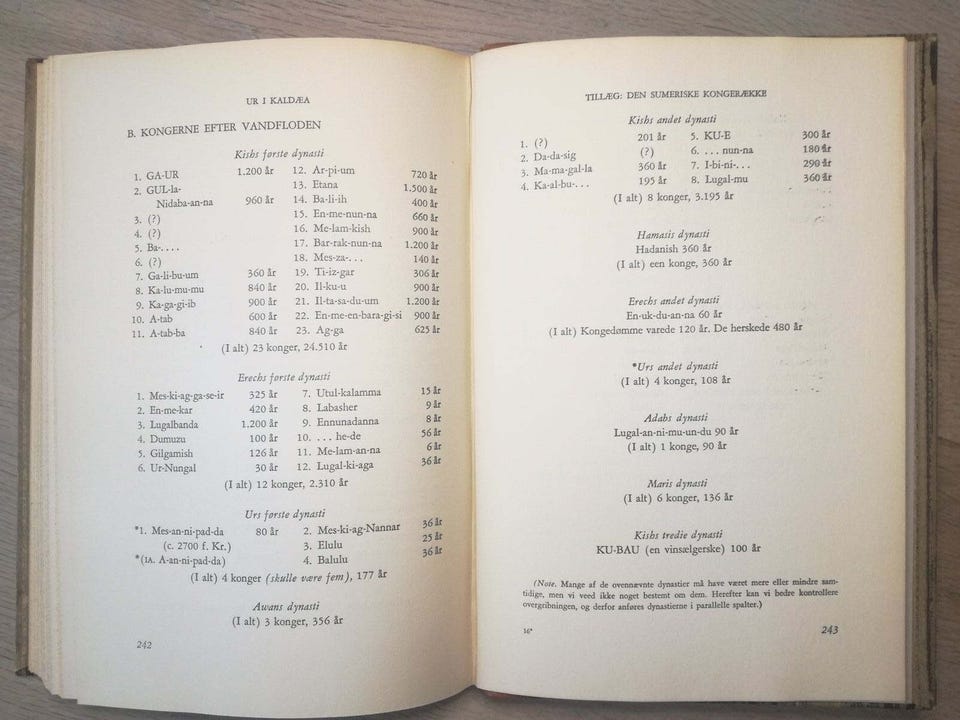 UR I KALDÆA
B. KONGERNE EFTER VANDFLODEN
Kishs første dynasti
1. GA-UR 1.200 år
2. GUL-la-
Nidaba-an-na 960 år
3. (?)
4. (?)
5. Ba-....
6. (?)
7. Ga-li-bu-um 360 år
8. Ka-lu-mu-mu 840 år
9. Ka-ga-gi-ib 900 år
10. A-tab 600 år
11. A-tab-ba 840 år
12. Ar-pi-um 720 år
13. Etana 1.500 år
14. Ba-li-ih 400 år
15. En-me-nun-na 660 år
16. Me-lam-kish 900 år
17. Bar-rak-nun-na 1.200 år
18. Mes-za-... 140 år
19. Ti-iz-gar 306 år
20. Il-ku-u 900 år
21. Il-ta-sa-du-um 1.200 år
22. En-me-en-bara-gi-si 900 år
23. Ag-ga 625 år
(I alt) 23 konger, 24.510 år
Erechs første dynasti
1. Mes-ki-ag-ga-se-ir 325 år
2. En-me-kar 420 år
3. Lugalbanda 1.200 år
4. Dumuzu 100 år
5. Gilgamish 126 år
6. Ur-Nungal 30 år
7. Utul-kalamma 15 år
8. Labasher 9 år
9. Ennunadanna 8 år
10. ... he-de 56 år
11. Me-lam-an-na 6 år
12. Lugal-ki-aga 36 år
(I alt) 12 konger, 2.310 år
Urs første dynasti
*1. Mes-an-ni-pad-da 80 år
(c. 2700 f. Kr.)
*(1A. A-an-ni-pad-da)
2. Mes-ki-ag-Nannar 36 år
3. Elulu 25 år
4. Balulu 36 år
(I alt) 4 konger (skulle være fem), 177 år
Awans dynasti
(I alt) 3 konger, 356 år
242
TILLÆG: DEN SUMERISKE KONGERÆKKE
Kishs andet dynasti
1. (?) 201 år
2. Da-da-sig (?)
3. Ma-ma-gal-la 360 år
4. Ka-al-bu-... 195 år
5. KU-E 300 år
6. ... nun-na 180 år
7. I-bi-ni-... 290 år
8. Lugal-mu 360 år
(I alt) 8 konger, 3.195 år
Hamasis dynasti
Hadanish 360 år
(I alt) een konge, 360 år
Erechs andet dynasti
En-uk-du-an-na 60 år
(I alt) Kongedømme varede 120 år. De herskede 480 år
*Urs andet dynasti
(I alt) 4 konger, 108 år
Adabs dynasti
Lugal-an-ni-mu-un-du 90 år
(I alt) 1 konge, 90 år
Maris dynasti
(I alt) 6 konger, 136 år
Kishs tredie dynasti
KU-BAU (en vinsælgerske) 100 år
(Note. Mange af de ovennævnte dynastier må have været mere eller mindre sam-
tidige, men vi veed ikke noget bestemt om dem. Herefter kan vi bedre kontrollere
overgribningen, og derfor anføres dynastierne i parallelle spalter.)
16*
243